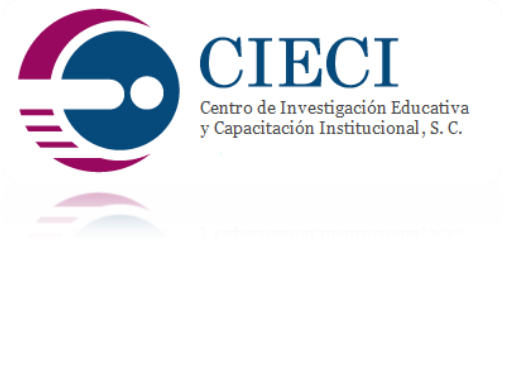 CIECI
Centro de Investigación Educativa
y Capacitación Institucional, S. C.